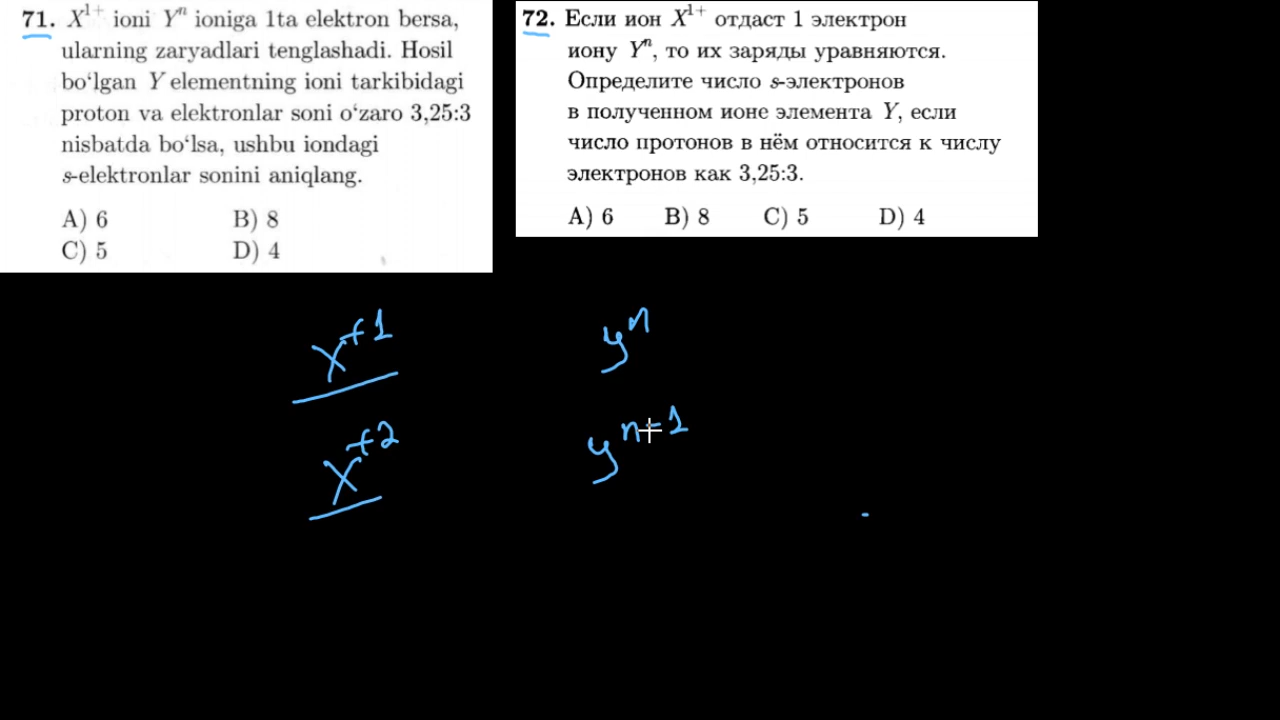 71. X¹⁺ ioni Yⁿ ioniga 1ta elektron bersa,
ularning zaryadlari tenglashadi. Hosil
bo‘lgan Y elementning ioni tarkibidagi
proton va elektronlar soni o‘zaro 3,25:3
nisbatda bo‘lsa, ushbu iondagi
s-elektronlar sonini aniqlang.
A) 6 B) 8
C) 5 D) 4
72. Если ион X¹⁺ отдаст 1 электрон
иону Yⁿ, то их заряды уравняются.
Определите число s-электронов
в полученном ионе элемента Y, если
число протонов в нём относится к числу
электронов как 3,25:3.
A) 6 B) 8 C) 5 D) 4
x⁺¹ yⁿ
x⁺² yⁿ⁺¹